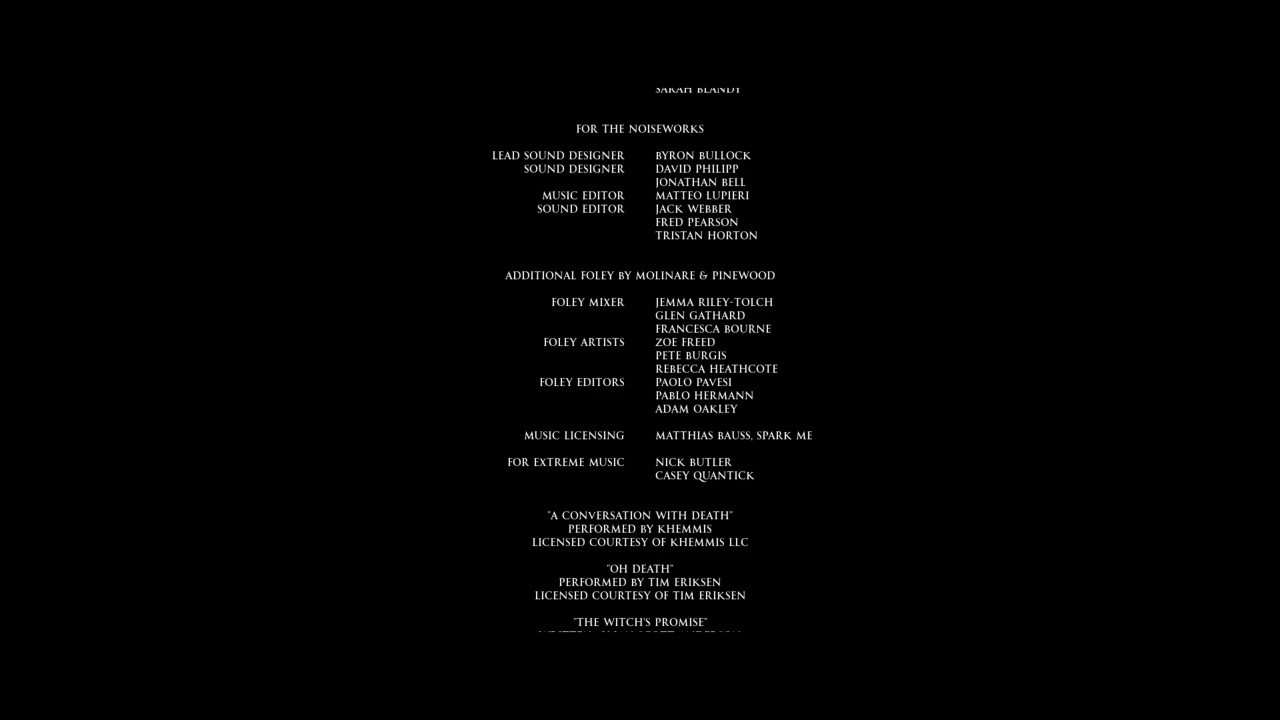 SARAH BLANDY
FOR THE NOISEWORKS
LEAD SOUND DESIGNER BYRON BULLOCK
SOUND DESIGNER DAVID PHILIPP
JONATHAN BELL
MUSIC EDITOR MATTEO LUPIERI
SOUND EDITOR JACK WEBBER
FRED PEARSON
TRISTAN HORTON
ADDITIONAL FOLEY BY MOLINARE & PINEWOOD
FOLEY MIXER JEMMA RILEY-TOLCH
GLEN GATHARD
FRANCESCA BOURNE
FOLEY ARTISTS ZOE FREED
PETE BURGIS
REBECCA HEATHCOTE
FOLEY EDITORS PAOLO PAVESI
PABLO HERMANN
ADAM OAKLEY
MUSIC LICENSING MATTHIAS BAUSS, SPARK ME
FOR EXTREME MUSIC NICK BUTLER
CASEY QUANTICK
"A CONVERSATION WITH DEATH"
PERFORMED BY KHEMMIS
LICENSED COURTESY OF KHEMMIS LLC
"OH DEATH"
PERFORMED BY TIM ERIKSEN
LICENSED COURTESY OF TIM ERIKSEN
"THE WITCH'S PROMISE"